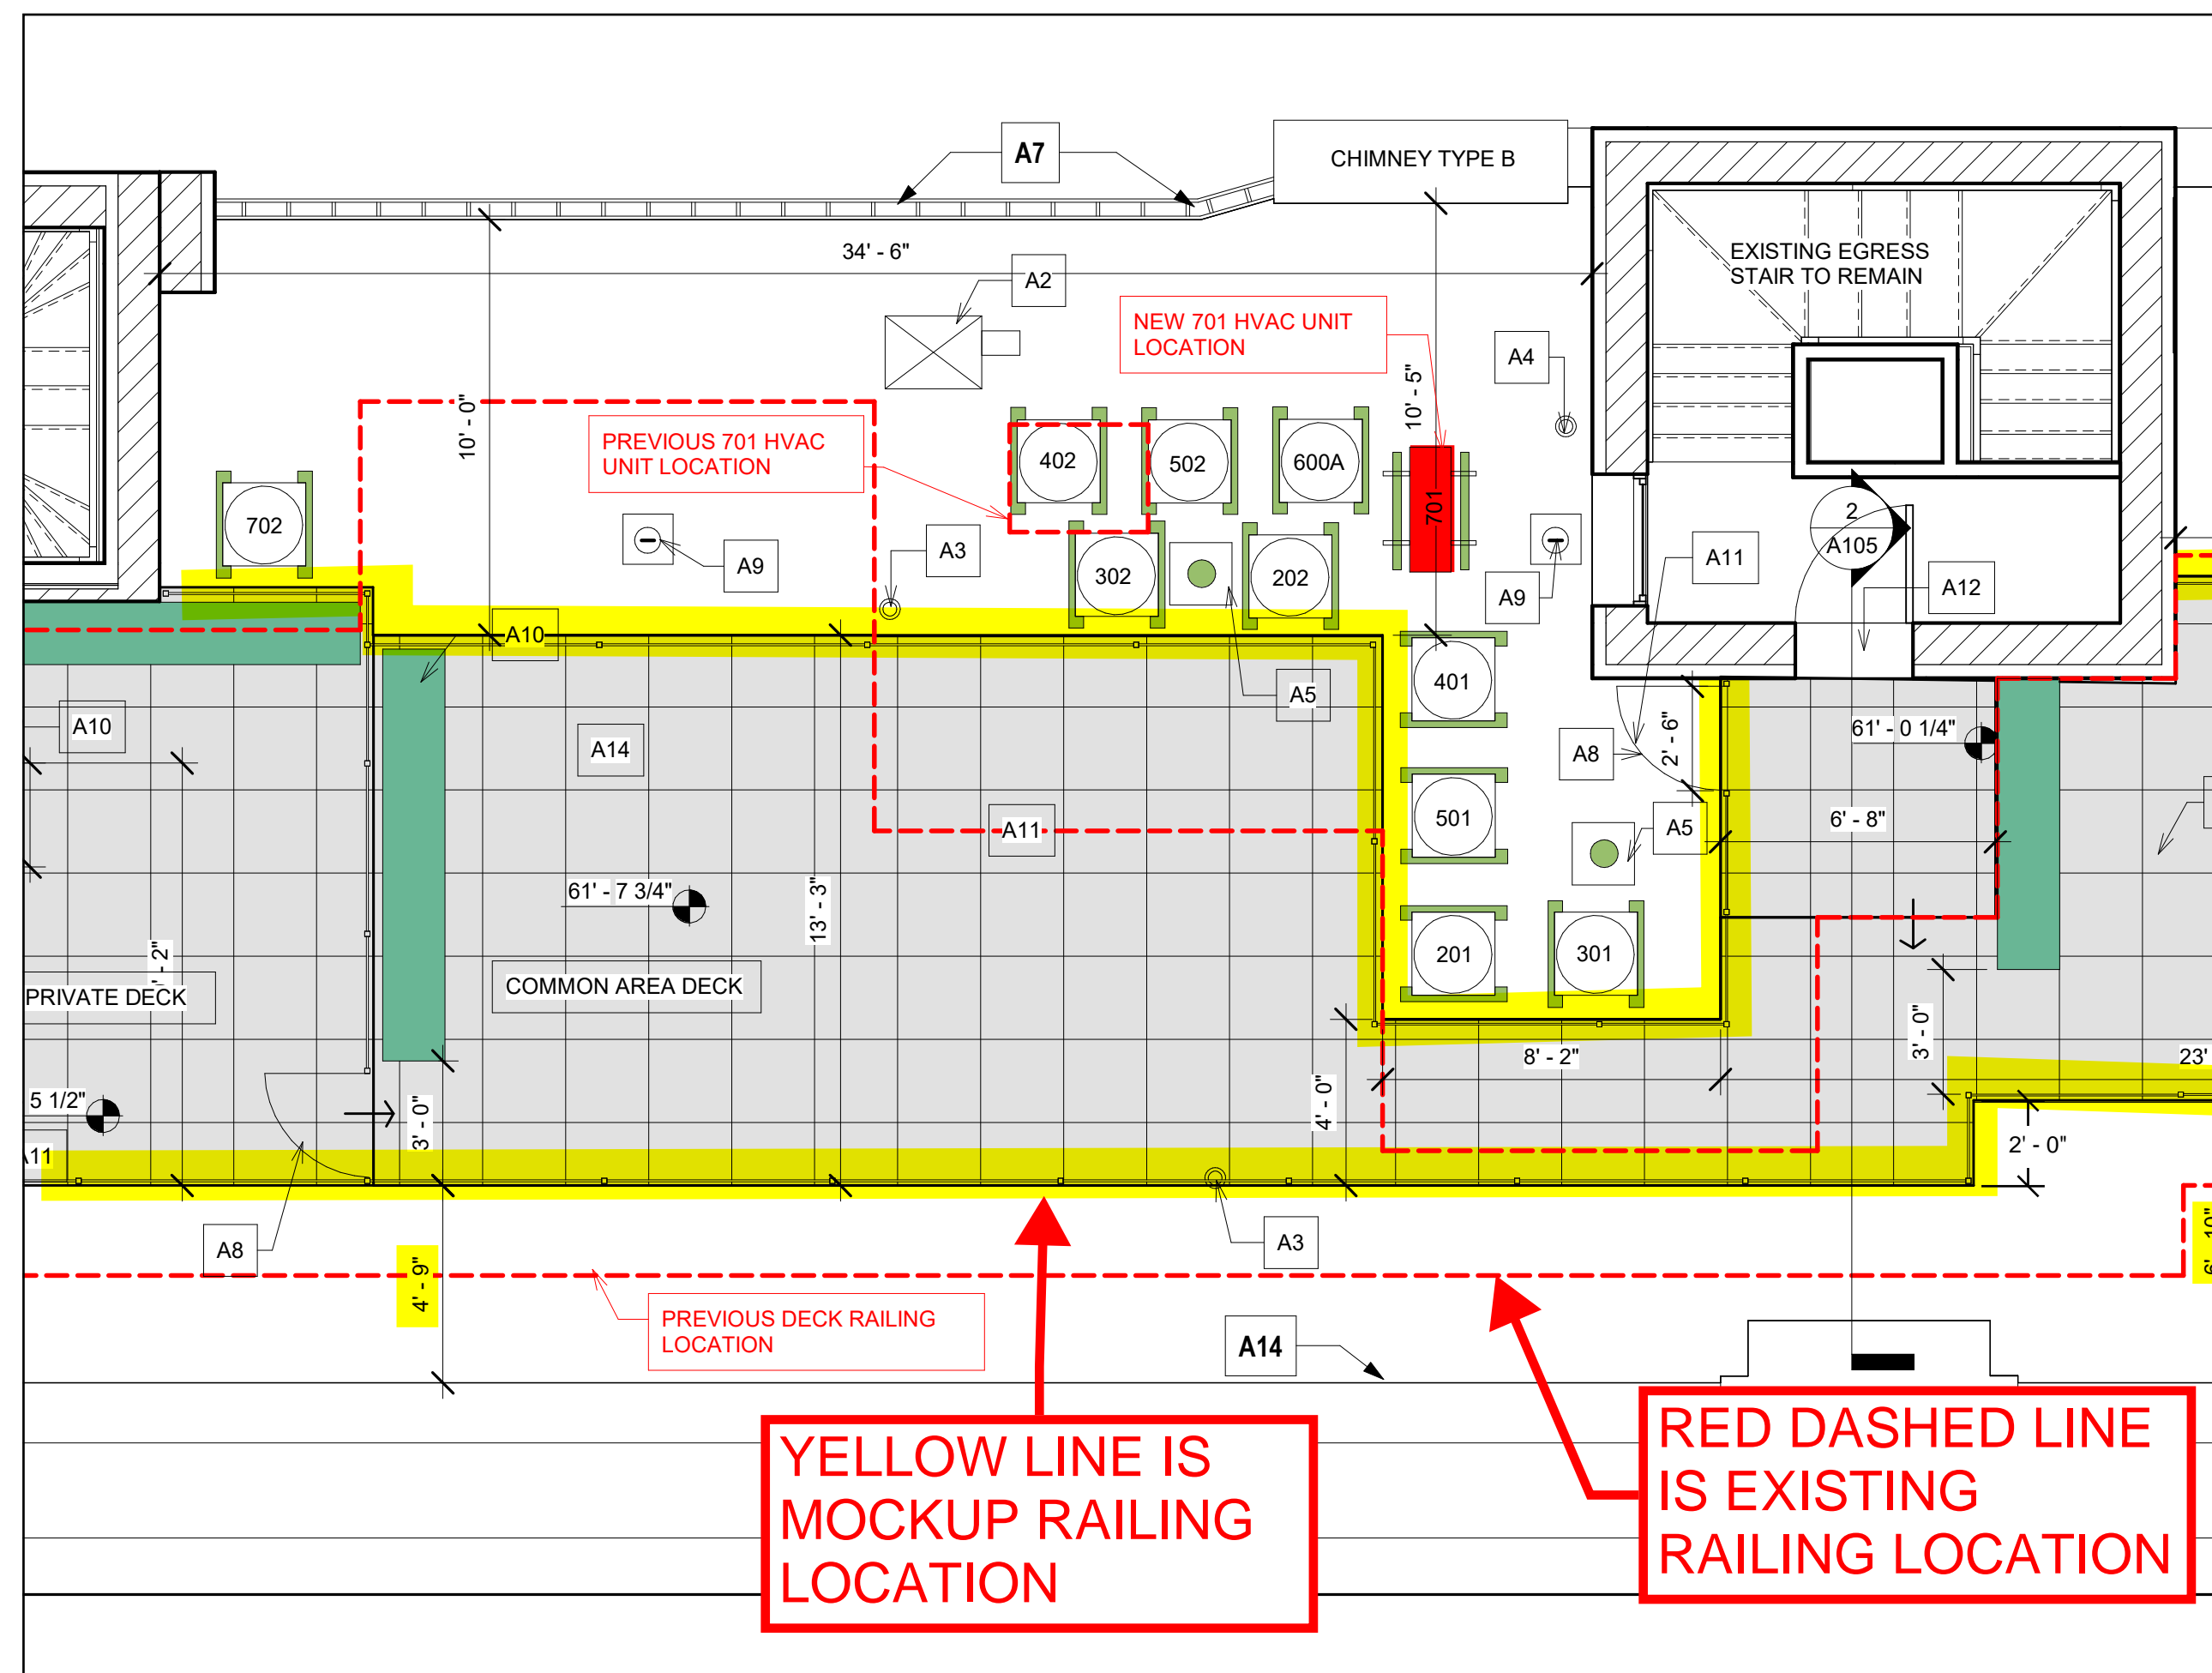 A7
CHIMNEY TYPE B
34' - 6"
A2
EXISTING EGRESS
STAIR TO REMAIN
NEW 701 HVAC UNIT
LOCATION
A4
10' - 5"
10' - 0"
PREVIOUS 701 HVAC
UNIT LOCATION
402
502
600A
701
702
2
A105
A9
A3
302
202
A9
A11
A12
A10
A10
A14
A5
401
A8
2' - 6"
61' - 0 1/4"
A11
501
A5
6' - 8"
61' - 7 3/4"
13' - 3"
' - 2"
PRIVATE DECK
COMMON AREA DECK
201
301
3' - 0"
8' - 2"
23'
5 1/2"
3' - 0"
4' - 0"
2' - 0"
A11
A8
A3
4' - 9"
6' - 10"
PREVIOUS DECK RAILING
LOCATION
A14
YELLOW LINE IS
MOCKUP RAILING
LOCATION
RED DASHED LINE
IS EXISTING
RAILING LOCATION